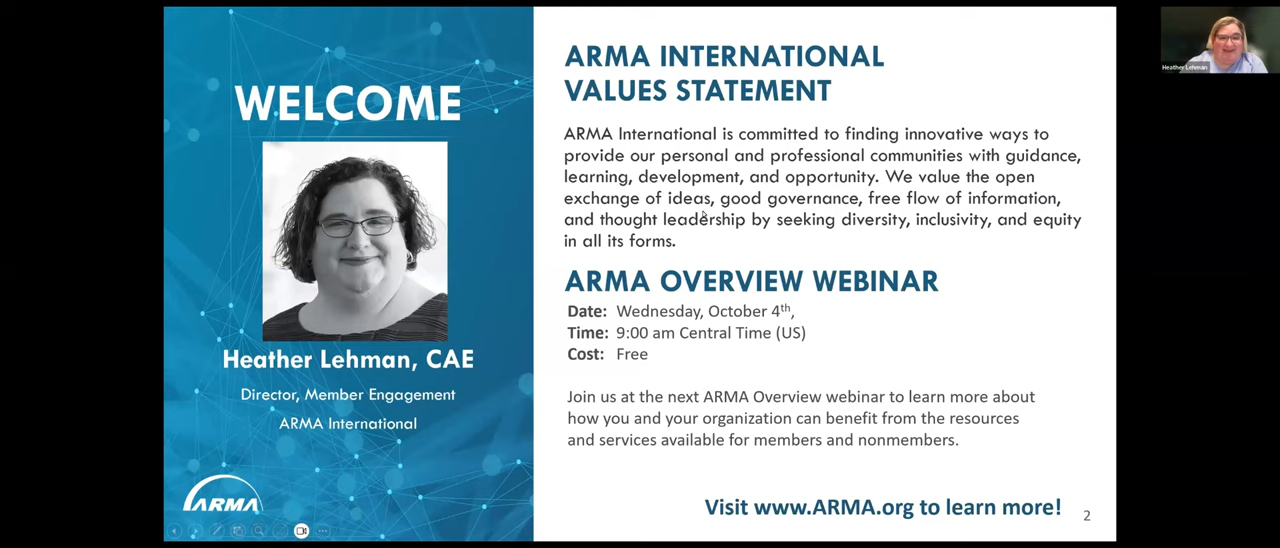 WELCOME
Heather Lehman, CAE
Director, Member Engagement
ARMA International
ARMA
ARMA INTERNATIONAL
VALUES STATEMENT
ARMA International is committed to finding innovative ways to
provide our personal and professional communities with guidance,
learning, development, and opportunity. We value the open
exchange of ideas, good governance, free flow of information,
and thought leadership by seeking diversity, inclusivity, and equity
in all its forms.
ARMA OVERVIEW WEBINAR
Date: Wednesday, October 4th,
Time: 9:00 am Central Time (US)
Cost: Free
Join us at the next ARMA Overview webinar to learn more about
how you and your organization can benefit from the resources
and services available for members and nonmembers.
Visit www.ARMA.org to learn more!
2
Heather Lehman